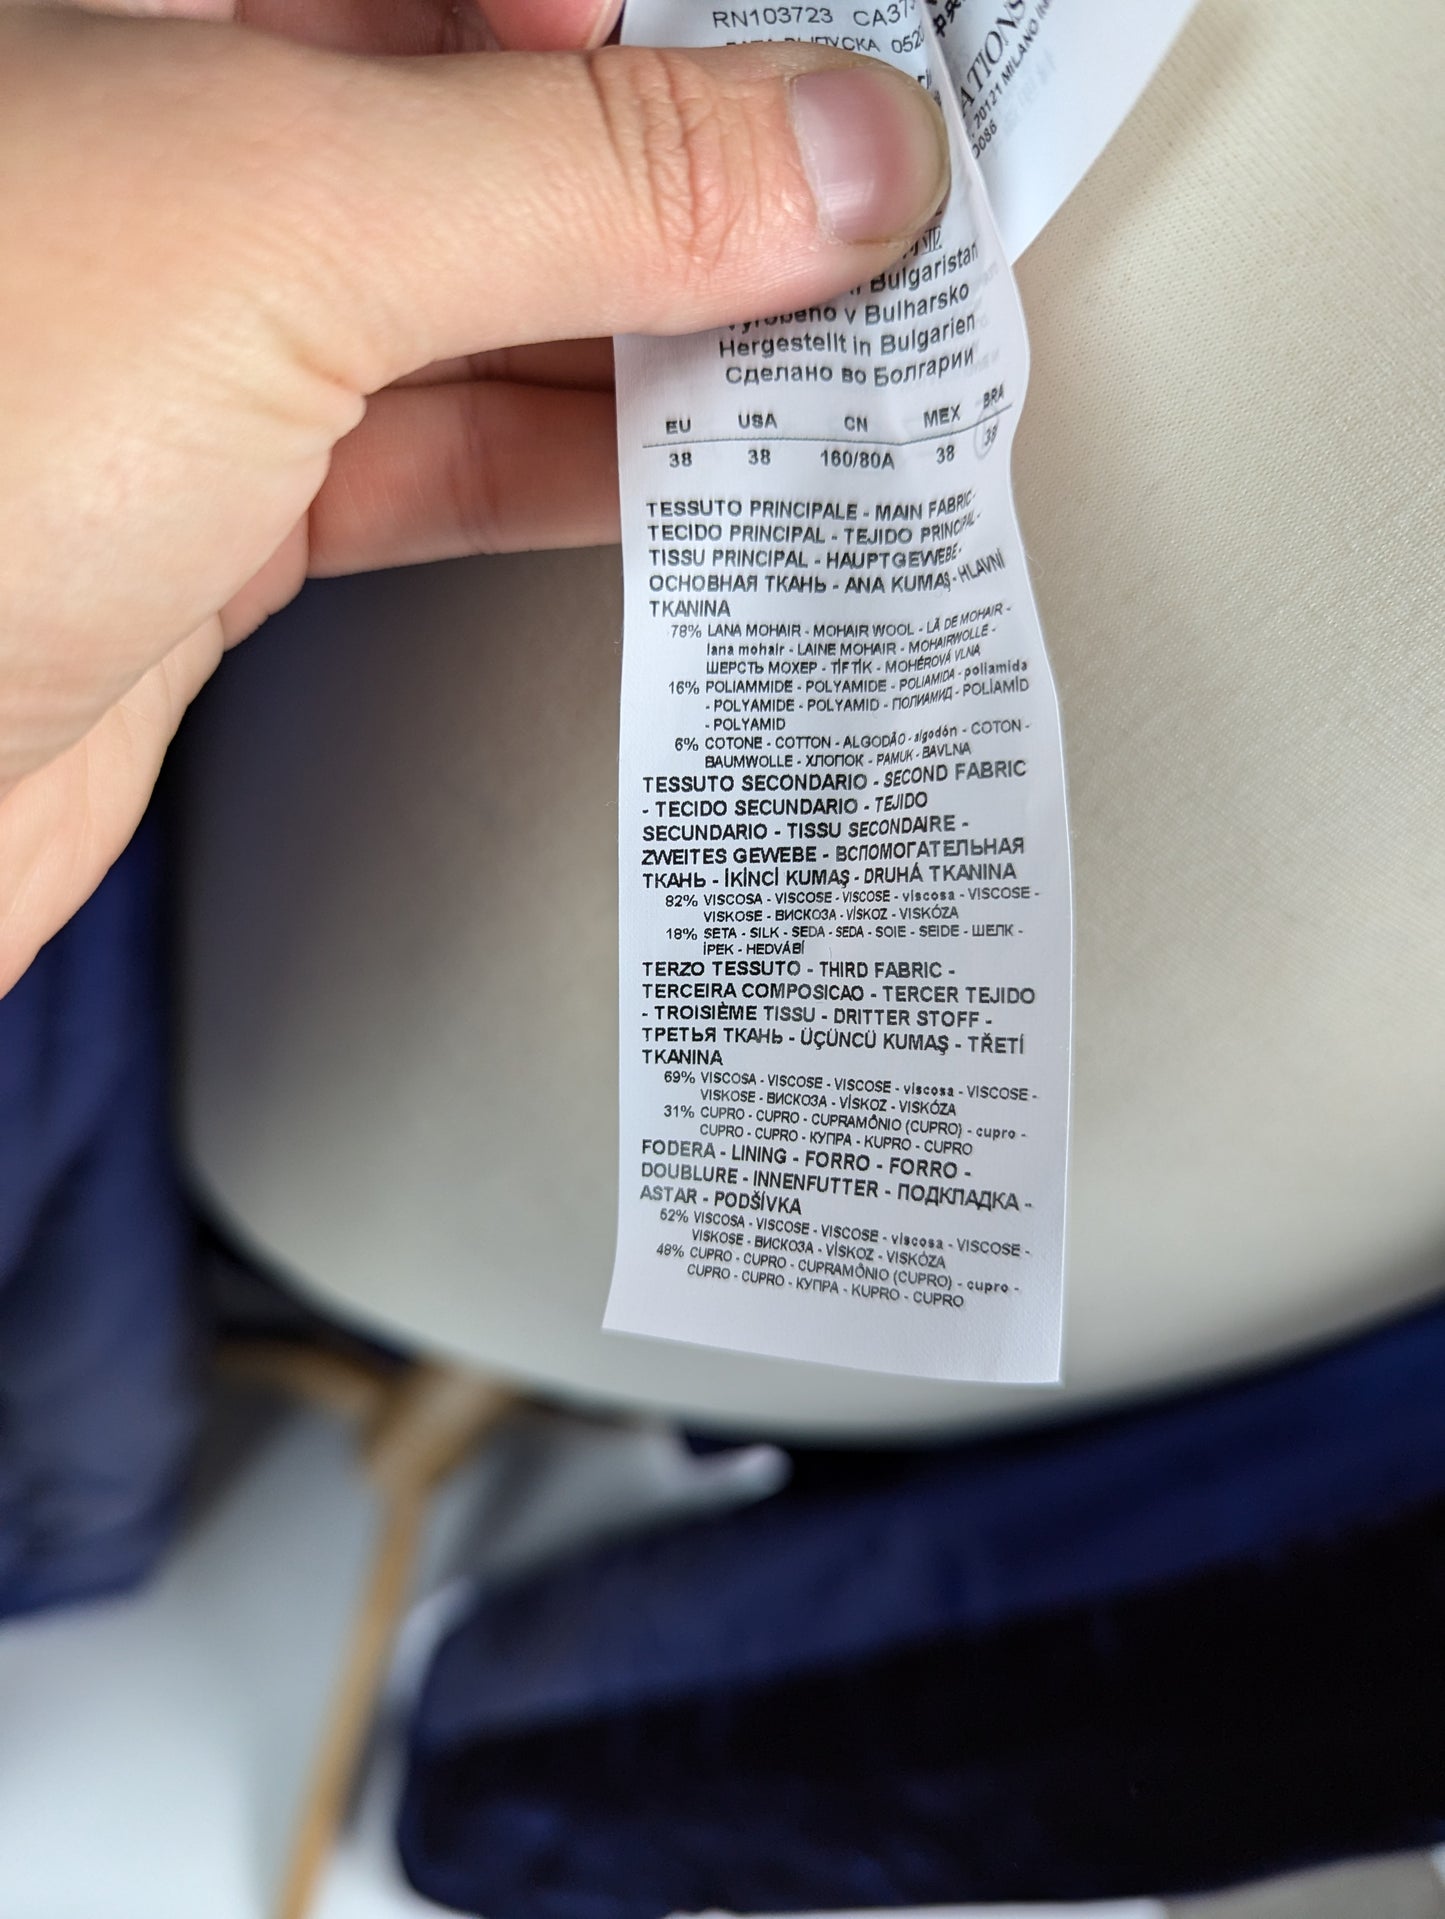 RN103723 CA37
ВЫПУСКА 052
ATIONS
20121 MILANO
Bulgaristan
v Bulharsko
Hergestellt in Bulgarien
Сделано во Болгарии
EU USA CN MEX BRA
38 38 160/80A 38 38
TESSUTO PRINCIPALE - MAIN FABRIC-
TECIDO PRINCIPAL - TEJIDO PRINCIPAL-
TISSU PRINCIPAL - HAUPTGEWEBE-
ОСНОВНАЯ ТКАНЬ - ANA KUMAŞ-HLAVNÍ
TKANINA
78% LANA MOHAIR - MOHAIR WOOL - LÃ DE MOHAIR -
lana mohair - LAINE MOHAIR - MOHAIRWOLLE -
ШЕРСТЬ МОХЕР - TİFTİK - MOHÉROVÁ VLNA
16% POLIAMMIDE - POLYAMIDE - POLIAMIDA - poliamida
- POLYAMIDE - POLYAMID - ПОЛИАМИД - POLİAMİD
- POLYAMID
6% COTONE - COTTON - ALGODÃO - algodón - COTON -
BAUMWOLLE - ХЛОПОК - PAMUK - BAVLNA
TESSUTO SECONDARIO - SECOND FABRIC
- TECIDO SECUNDARIO - TEJIDO
SECUNDARIO - TISSU SECONDAIRE -
ZWEITES GEWEBE - ВСПОМОГАТЕЛЬНАЯ
ТКАНЬ - İKİNCİ KUMAŞ - DRUHÁ TKANINA
82% VISCOSA - VISCOSE - VISCOSE - viscosa - VISCOSE -
VISKOSE - ВИСКОЗА - VİSKOZ - VISKÓZA
18% SETA - SILK - SEDA - SEDA - SOIE - SEIDE - ШЕЛК -
İPEK - HEDVÁBÍ
TERZO TESSUTO - THIRD FABRIC -
TERCEIRA COMPOSICAO - TERCER TEJIDO
- TROISIÈME TISSU - DRITTER STOFF -
ТРЕТЬЯ ТКАНЬ - ÜÇÜNCÜ KUMAŞ - TŘETÍ
TKANINA
69% VISCOSA - VISCOSE - VISCOSE - viscosa - VISCOSE -
VISKOSE - ВИСКОЗА - VİSKOZ - VISKÓZA
31% CUPRO - CUPRO - CUPRAMÔNIO (CUPRO) - cupro -
CUPRO - CUPRO - КУПРА - KUPRO - CUPRO
FODERA - LINING - FORRO - FORRO -
DOUBLURE - INNENFUTTER - ПОДКЛАДКА -
ASTAR - PODŠÍVKA
52% VISCOSA - VISCOSE - VISCOSE - viscosa - VISCOSE -
VISKOSE - ВИСКОЗА - VİSKOZ - VISKÓZA
48% CUPRO - CUPRO - CUPRAMÔNIO (CUPRO) - cupro -
CUPRO - CUPRO - КУПРА - KUPRO - CUPRO